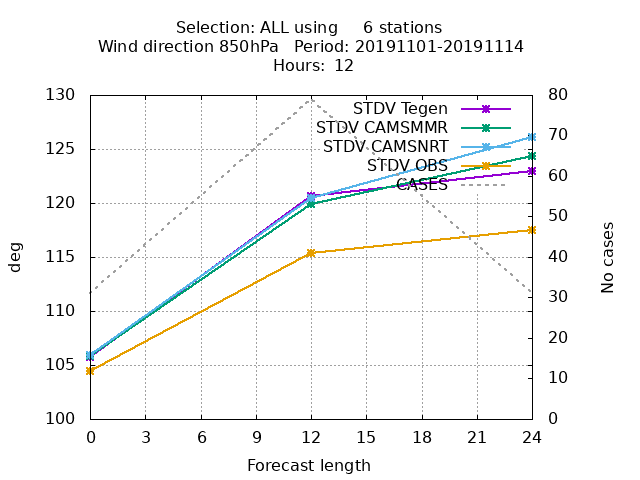 Selection: ALL using     6 stations
Wind direction 850hPa   Period: 20191101-20191114
Hours:  12
130
125
120
115
110
105
100
deg
80
70
60
50
40
30
20
10
0
No cases
STDV Tegen
STDV CAMSMMR
STDV CAMSNRT
STDV OBS
CASES
0 3 6 9 12 15 18 21 24
Forecast length